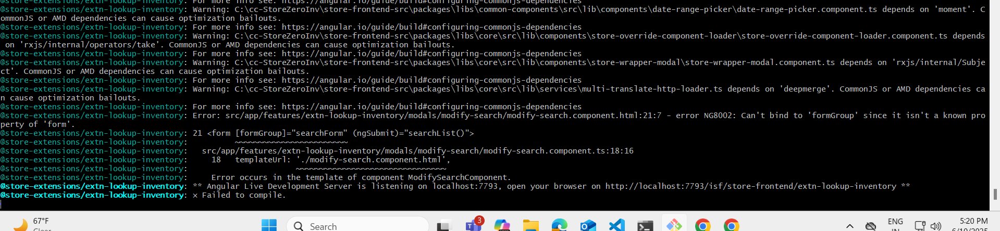 @store-extensions/extn-lookup-inventory: For more info see: https://angular.io/guide/build#configuring-commonjs-dependencies
@store-extensions/extn-lookup-inventory: Warning: C:\cc-StoreZeroInv\store-frontend-src\packages\libs\common-components\src\lib\components\date-range-picker\date-range-picker.component.ts depends on 'moment'. C
ommonJS or AMD dependencies can cause optimization bailouts.
@store-extensions/extn-lookup-inventory: For more info see: https://angular.io/guide/build#configuring-commonjs-dependencies
@store-extensions/extn-lookup-inventory: Warning: C:\cc-StoreZeroInv\store-frontend-src\packages\libs\core\src\lib\components\store-override-component-loader\store-override-component-loader.component.ts depends
 on 'rxjs/internal/operators/take'. CommonJS or AMD dependencies can cause optimization bailouts.
@store-extensions/extn-lookup-inventory: For more info see: https://angular.io/guide/build#configuring-commonjs-dependencies
@store-extensions/extn-lookup-inventory: Warning: C:\cc-StoreZeroInv\store-frontend-src\packages\libs\core\src\lib\components\store-wrapper-modal\store-wrapper-modal.component.ts depends on 'rxjs/internal/Subje
ct'. CommonJS or AMD dependencies can cause optimization bailouts.
@store-extensions/extn-lookup-inventory: For more info see: https://angular.io/guide/build#configuring-commonjs-dependencies
@store-extensions/extn-lookup-inventory: Warning: C:\cc-StoreZeroInv\store-frontend-src\packages\libs\core\src\lib\services\multi-translate-http-loader.ts depends on 'deepmerge'. CommonJS or AMD dependencies ca
n cause optimization bailouts.
@store-extensions/extn-lookup-inventory: For more info see: https://angular.io/guide/build#configuring-commonjs-dependencies
@store-extensions/extn-lookup-inventory: Error: src/app/features/extn-lookup-inventory/modals/modify-search/modify-search.component.html:21:7 - error NG8002: Can't bind to 'formGroup' since it isn't a known pro
perty of 'form'.
@store-extensions/extn-lookup-inventory: 21 <form [formGroup]="searchForm" (ngSubmit)="searchList()">
@store-extensions/extn-lookup-inventory:          ~~~~~~~~~~~~~~~~~~~~~~~~
@store-extensions/extn-lookup-inventory:   src/app/features/extn-lookup-inventory/modals/modify-search/modify-search.component.ts:18:16
@store-extensions/extn-lookup-inventory:     18   templateUrl: './modify-search.component.html',
@store-extensions/extn-lookup-inventory:                       ~~~~~~~~~~~~~~~~~~~~~~~~~~~~~~~~
@store-extensions/extn-lookup-inventory:     Error occurs in the template of component ModifySearchComponent.
@store-extensions/extn-lookup-inventory: ** Angular Live Development Server is listening on localhost:7793, open your browser on http://localhost:7793/isf/store-frontend/extn-lookup-inventory **
@store-extensions/extn-lookup-inventory: × Failed to compile.
67°F
Clear
Search
3
ENG
IN
5:20 PM
6/10/2025